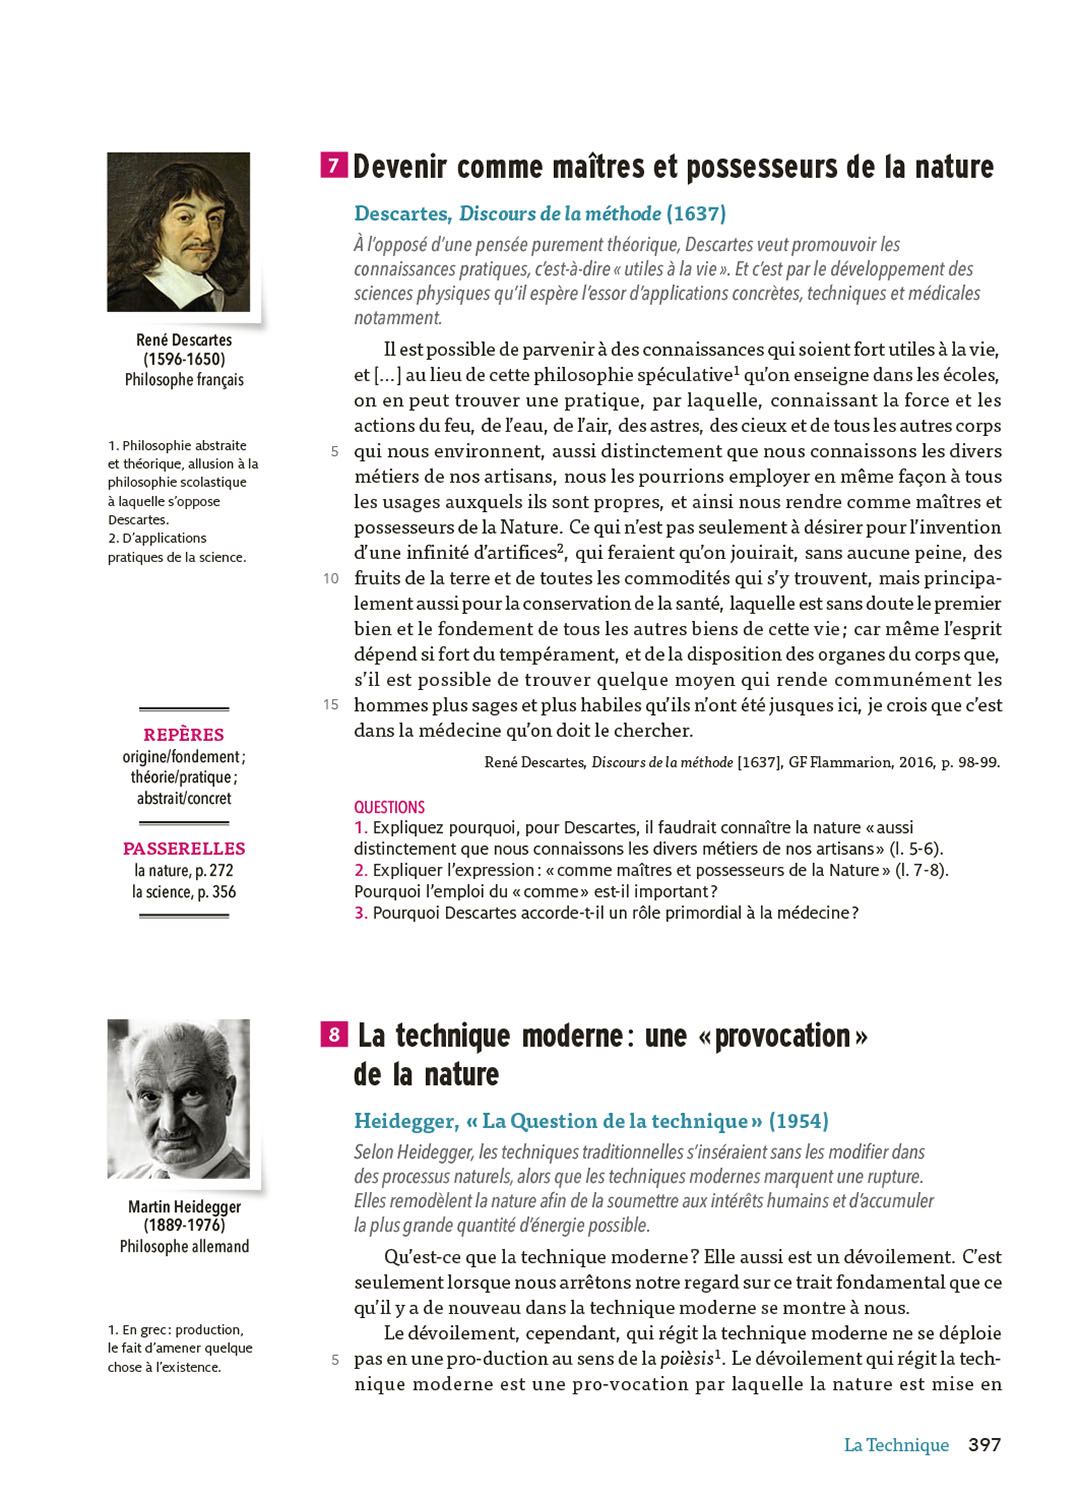 7 Devenir comme maîtres et possesseurs de la nature
Descartes, Discours de la méthode (1637)
À l'opposé d'une pensée purement théorique, Descartes veut promouvoir les
connaissances pratiques, c'est-à-dire « utiles à la vie ». Et c'est par le développement des
sciences physiques qu'il espère l'essor d'applications concrètes, techniques et médicales
notamment.
René Descartes
(1596-1650)
Philosophe français
Il est possible de parvenir à des connaissances qui soient fort utiles à la vie,
et [...] au lieu de cette philosophie spéculative1 qu'on enseigne dans les écoles,
on en peut trouver une pratique, par laquelle, connaissant la force et les
actions du feu, de l'eau, de l'air, des astres, des cieux et de tous les autres corps
5 qui nous environnent, aussi distinctement que nous connaissons les divers
métiers de nos artisans, nous les pourrions employer en même façon à tous
les usages auxquels ils sont propres, et ainsi nous rendre comme maîtres et
possesseurs de la Nature. Ce qui n'est pas seulement à désirer pour l'invention
d'une infinité d'artifices2, qui feraient qu'on jouirait, sans aucune peine, des
10 fruits de la terre et de toutes les commodités qui s'y trouvent, mais principa-
lement aussi pour la conservation de la santé, laquelle est sans doute le premier
bien et le fondement de tous les autres biens de cette vie ; car même l'esprit
dépend si fort du tempérament, et de la disposition des organes du corps que,
s'il est possible de trouver quelque moyen qui rende communément les
15 hommes plus sages et plus habiles qu'ils n'ont été jusques ici, je crois que c'est
dans la médecine qu'on doit le chercher.
René Descartes, Discours de la méthode [1637], GF Flammarion, 2016, p. 98-99.
1. Philosophie abstraite
et théorique, allusion à la
philosophie scolastique
à laquelle s'oppose
Descartes.
2. D'applications
pratiques de la science.
REPÈRES
origine/fondement ;
théorie/pratique ;
abstrait/concret
PASSERELLES
la nature, p. 272
la science, p. 356
QUESTIONS
1. Expliquez pourquoi, pour Descartes, il faudrait connaître la nature « aussi
distinctement que nous connaissons les divers métiers de nos artisans » (l. 5-6).
2. Expliquer l'expression : « comme maîtres et possesseurs de la Nature » (l. 7-8).
Pourquoi l'emploi du « comme » est-il important ?
3. Pourquoi Descartes accorde-t-il un rôle primordial à la médecine ?
8 La technique moderne : une « provocation »
de la nature
Heidegger, « La Question de la technique » (1954)
Selon Heidegger, les techniques traditionnelles s'inséraient sans les modifier dans
des processus naturels, alors que les techniques modernes marquent une rupture.
Elles remodèlent la nature afin de la soumettre aux intérêts humains et d'accumuler
la plus grande quantité d'énergie possible.
Martin Heidegger
(1889-1976)
Philosophe allemand
Qu'est-ce que la technique moderne ? Elle aussi est un dévoilement. C'est
seulement lorsque nous arrêtons notre regard sur ce trait fondamental que ce
qu'il y a de nouveau dans la technique moderne se montre à nous.
Le dévoilement, cependant, qui régit la technique moderne ne se déploie
5 pas en une pro-duction au sens de la poièsis1. Le dévoilement qui régit la tech-
nique moderne est une pro-vocation par laquelle la nature est mise en
1. En grec : production,
le fait d'amener quelque
chose à l'existence.
La Technique 397